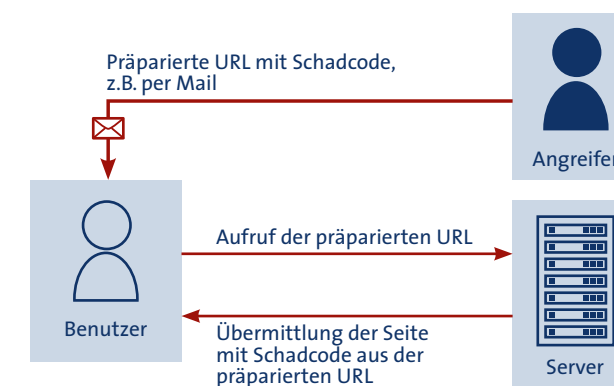 Präparierte URL mit Schadcode,
z.B. per Mail
Angreifer
Aufruf der präparierten URL
Benutzer
Übermittlung der Seite
mit Schadcode aus der
präparierten URL
Server